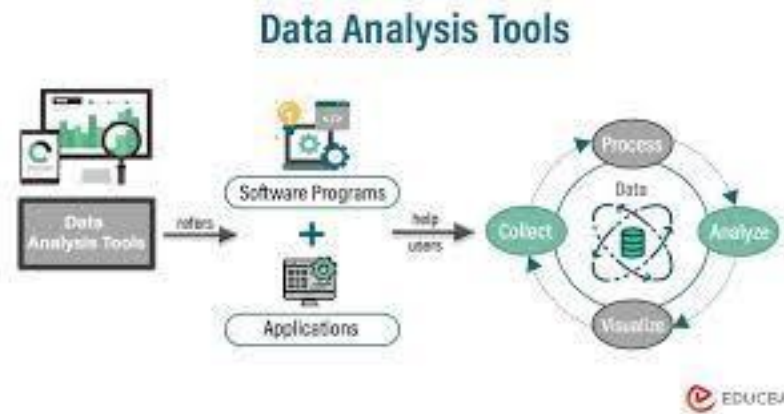 Data Analysis Tools
Data
Analysis Tools
refers
</>
Software Programs
+
Applications
help
users
Process
Data
Collect
Analyze
Visualize
EDUCBA